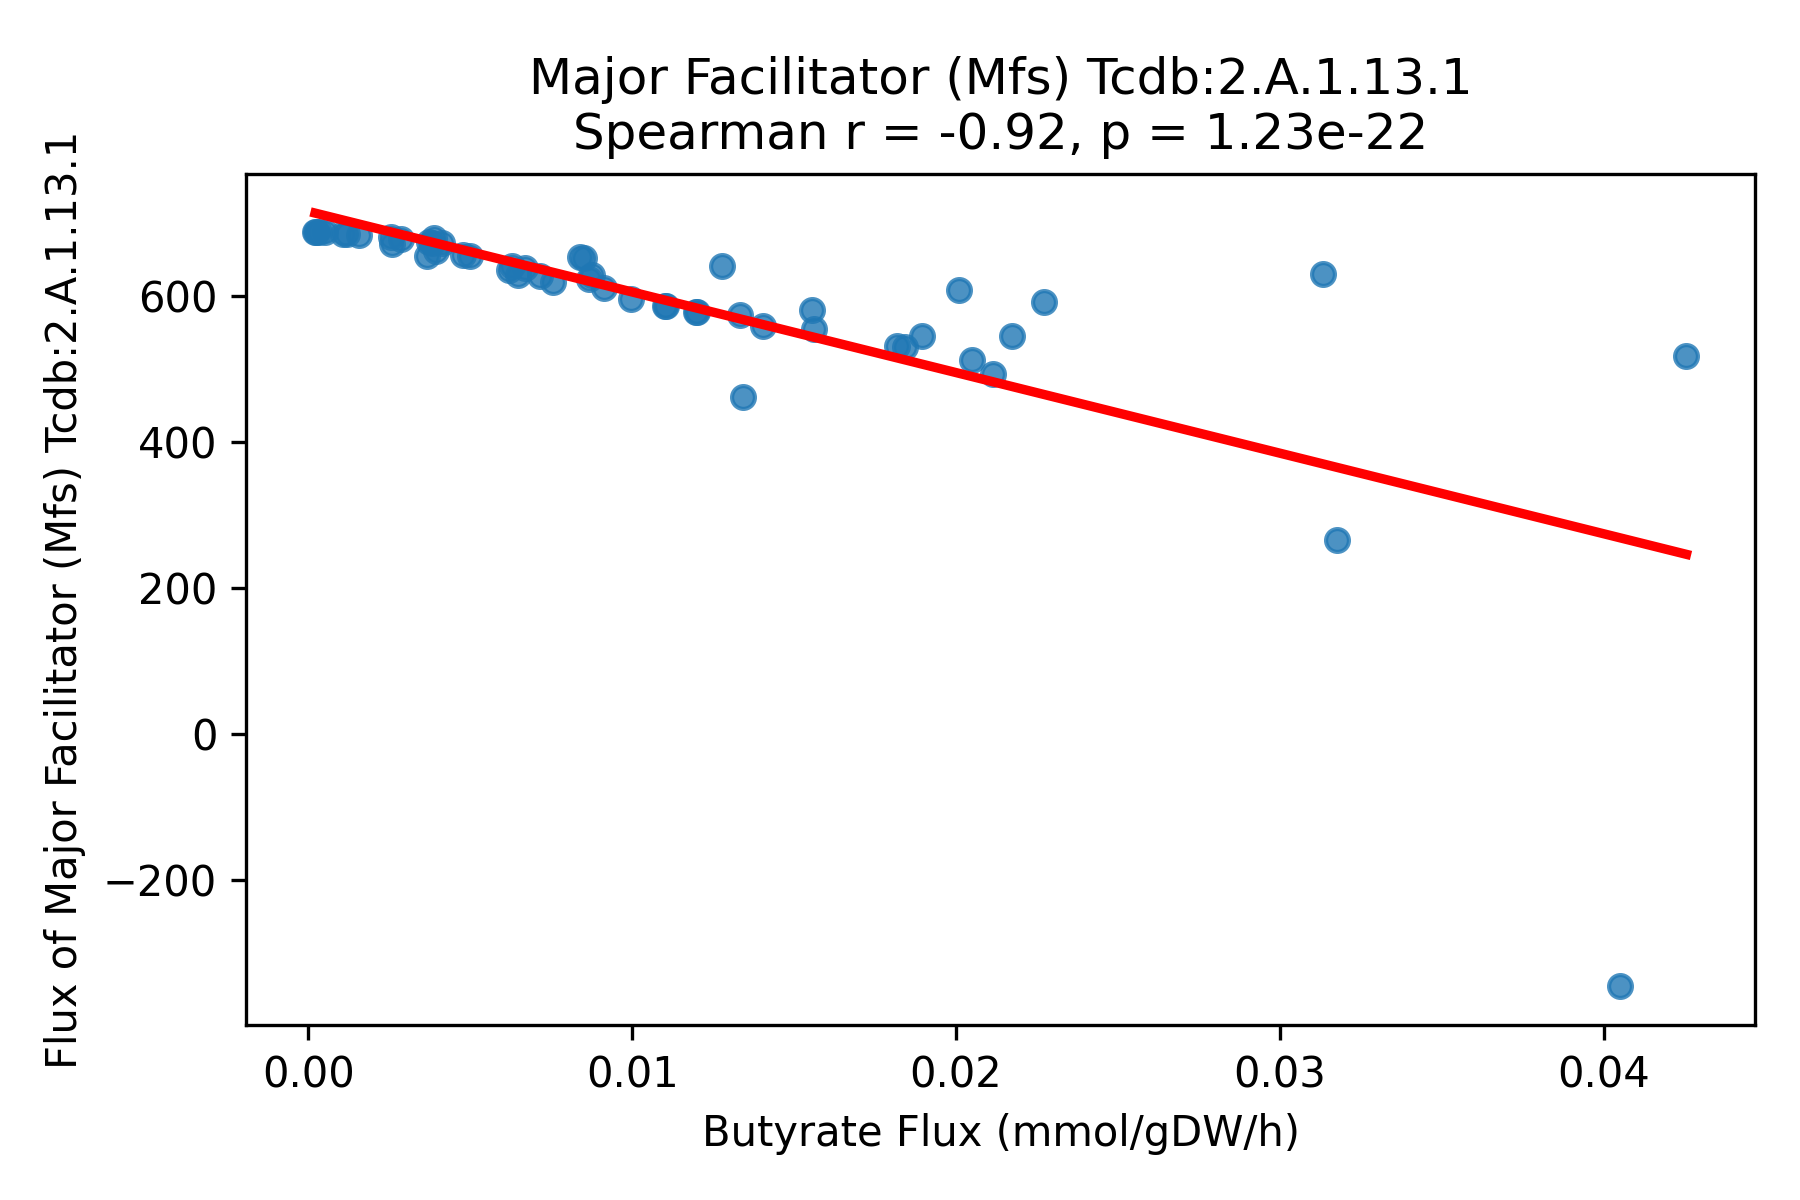 Major Facilitator (Mfs) Tcdb:2.A.1.13.1
Spearman r = -0.92, p = 1.23e-22
Flux of Major Facilitator (Mfs) Tcdb:2.A.1.13.1
600
400
200
0
−200
0.00 0.01 0.02 0.03 0.04
Butyrate Flux (mmol/gDW/h)